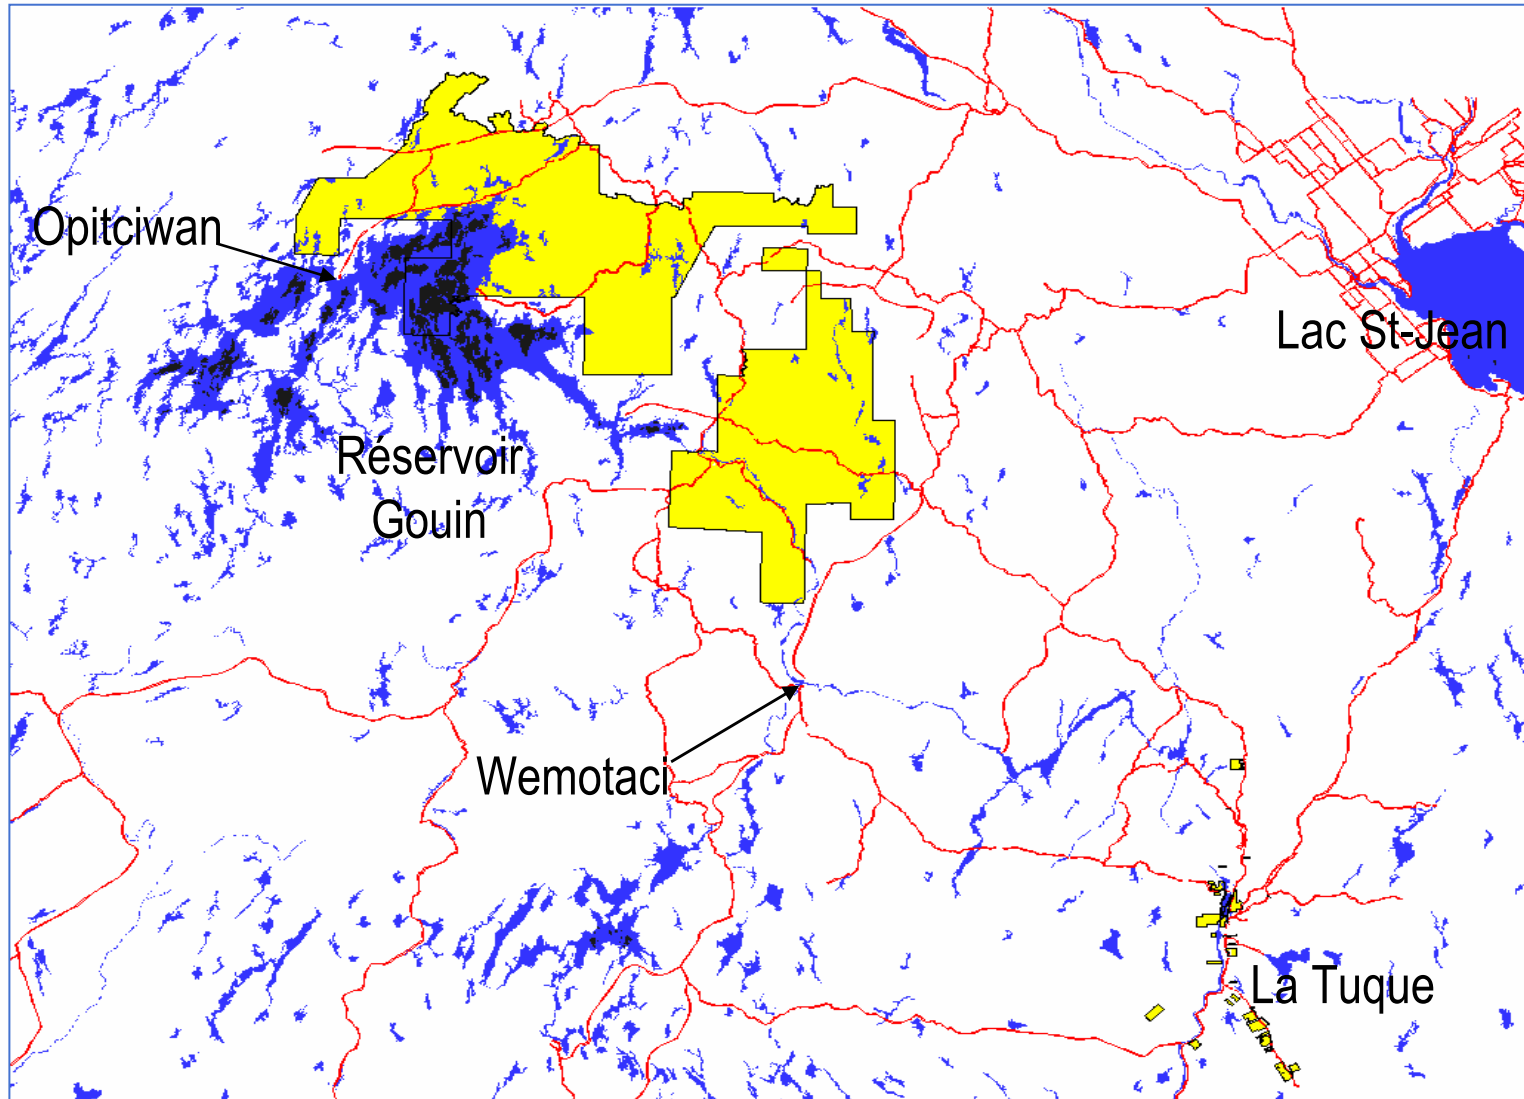 Opitciwan
Lac St-Jean
Réservoir
Gouin
Wemotaci
La Tuque